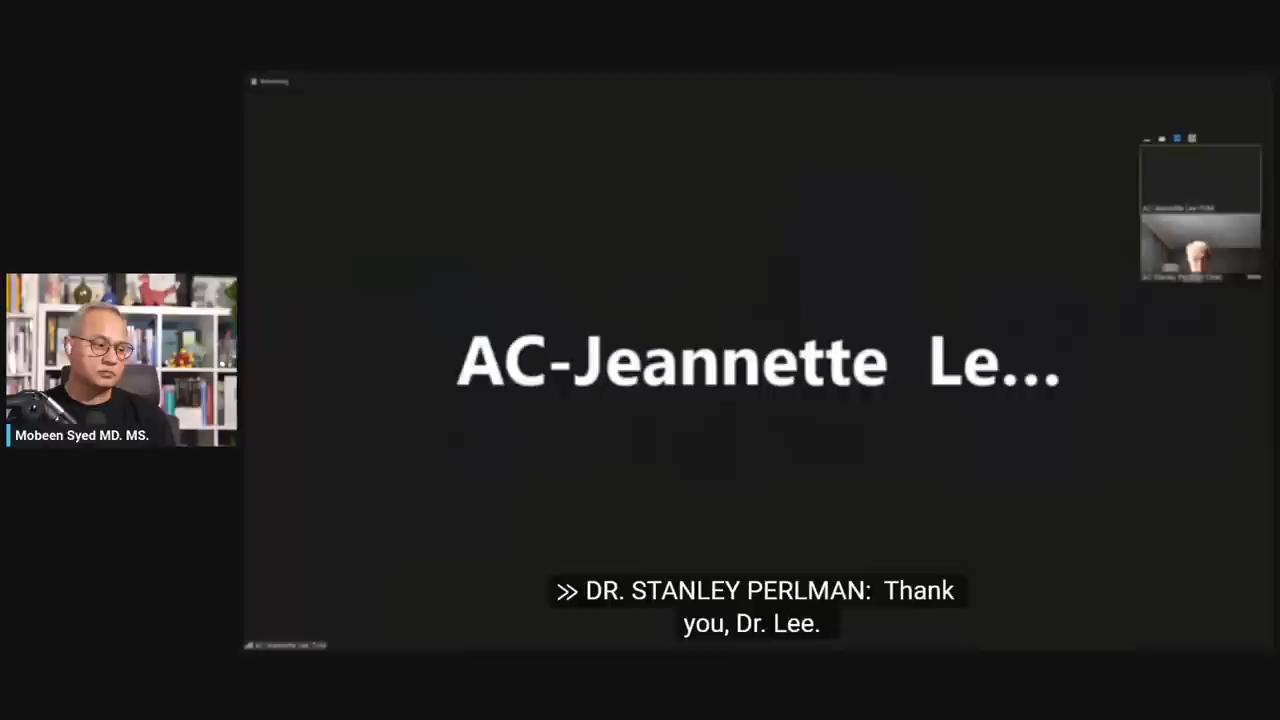 AC-Jeannette Le...
Mobeen Syed MD. MS.
>> DR. STANLEY PERLMAN: Thank
you, Dr. Lee.